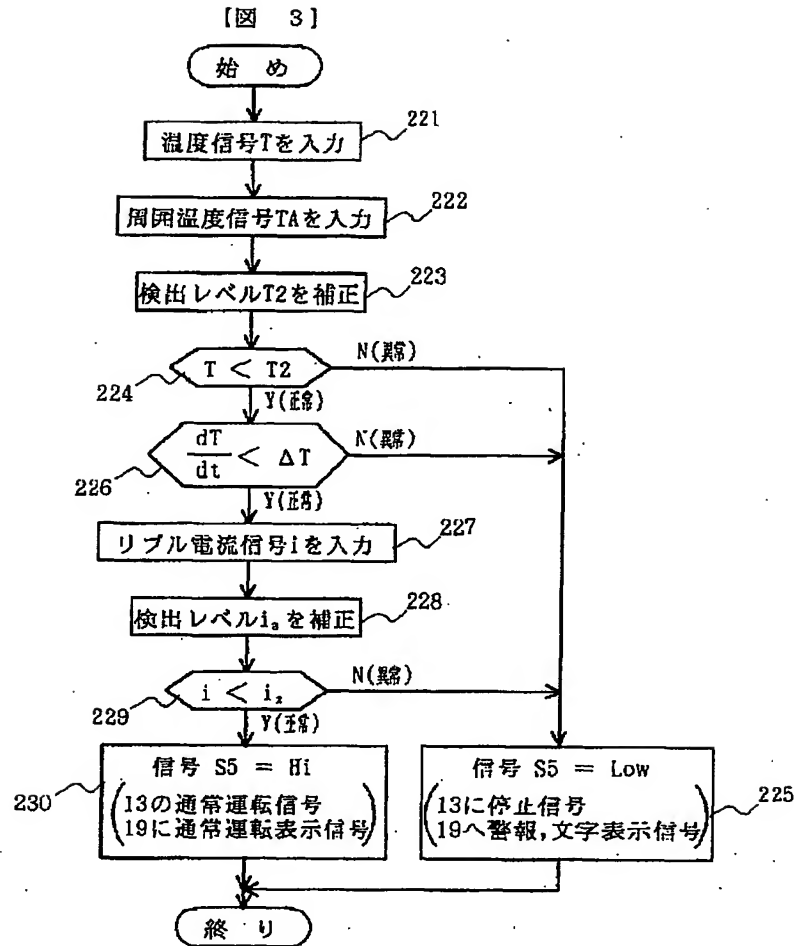 [図 3]
始 め
温度信号Tを入力
221
周囲温度信号TAを入力
222
検出レベルT2を補正
223
T < T2
N(異常)
224
Y(正常)
dT
dt
< ΔT
N(異常)
226
Y(正常)
リプル電流信号iを入力
227
検出レベルi₂を補正
228
i < i₂
N(異常)
229
Y(正常)
信号 S5 = Hi
13の通常運転信号
19に通常運転表示信号
230
信号 S5 = Low
13に停止信号
19へ警報,文字表示信号
225
終 り